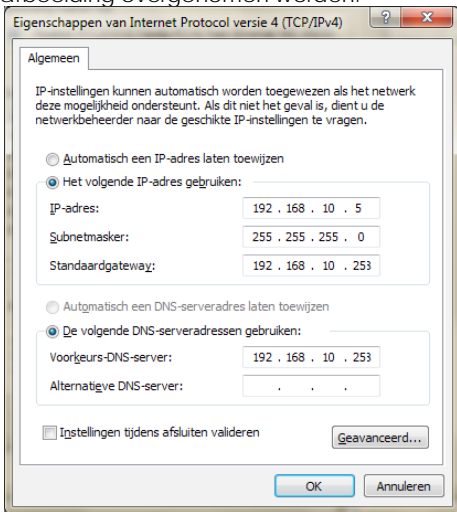 afbeelding overgenomen worden.
Eigenschappen van Internet Protocol versie 4 (TCP/IPv4)
Algemeen
IP-instellingen kunnen automatisch worden toegewezen als het netwerk
deze mogelijkheid ondersteunt. Als dit niet het geval is, dient u de
netwerkbeheerder naar de geschikte IP-instellingen te vragen.
Automatisch een IP-adres laten toewijzen
Het volgende IP-adres gebruiken:
IP-adres: 192 . 168 . 10 . 5
Subnetmasker: 255 . 255 . 255 . 0
Standaardgateway: 192 . 168 . 10 . 253
Automatisch een DNS-serveradres laten toewijzen
De volgende DNS-serveradressen gebruiken:
Voorkeurs-DNS-server: 192 . 168 . 10 . 253
Alternatieve DNS-server: . . .
Instellingen tijdens afsluiten valideren
Geavanceerd...
OK Annuleren